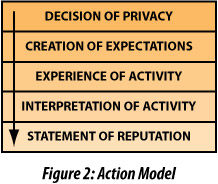 DECISION OF PRIVACY
CREATION OF EXPECTATIONS
EXPERIENCE OF ACTIVITY
INTERPRETATION OF ACTIVITY
STATEMENT OF REPUTATION
Figure 2: Action Model